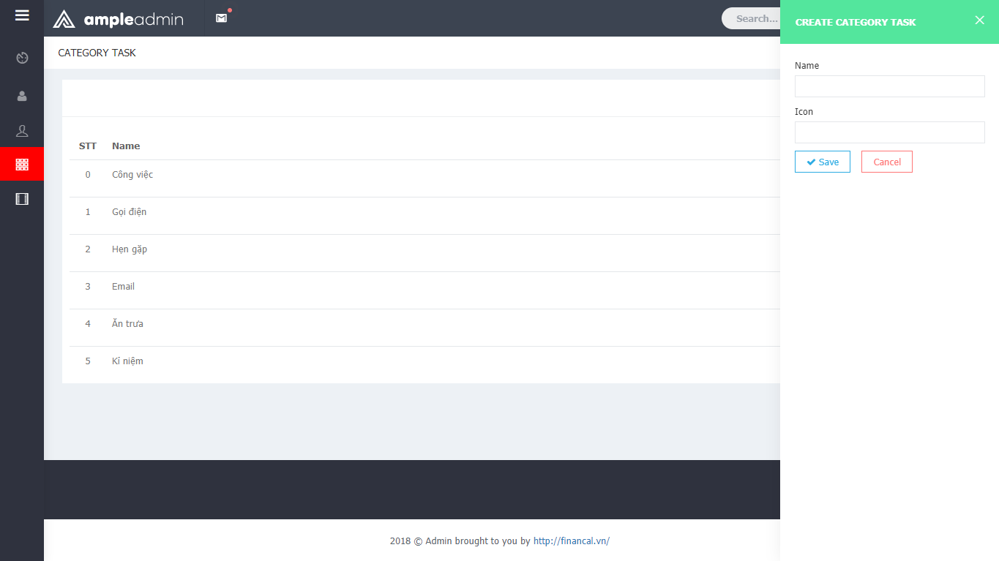 ampleadmin
Search...
CREATE CATEGORY TASK
CATEGORY TASK
Name
Icon
Save Cancel
STT Name
0 Công việc
1 Gọi điện
2 Hẹn gặp
3 Email
4 Ăn trưa
5 Kỉ niệm
2018 © Admin brought to you by http://financal.vn/